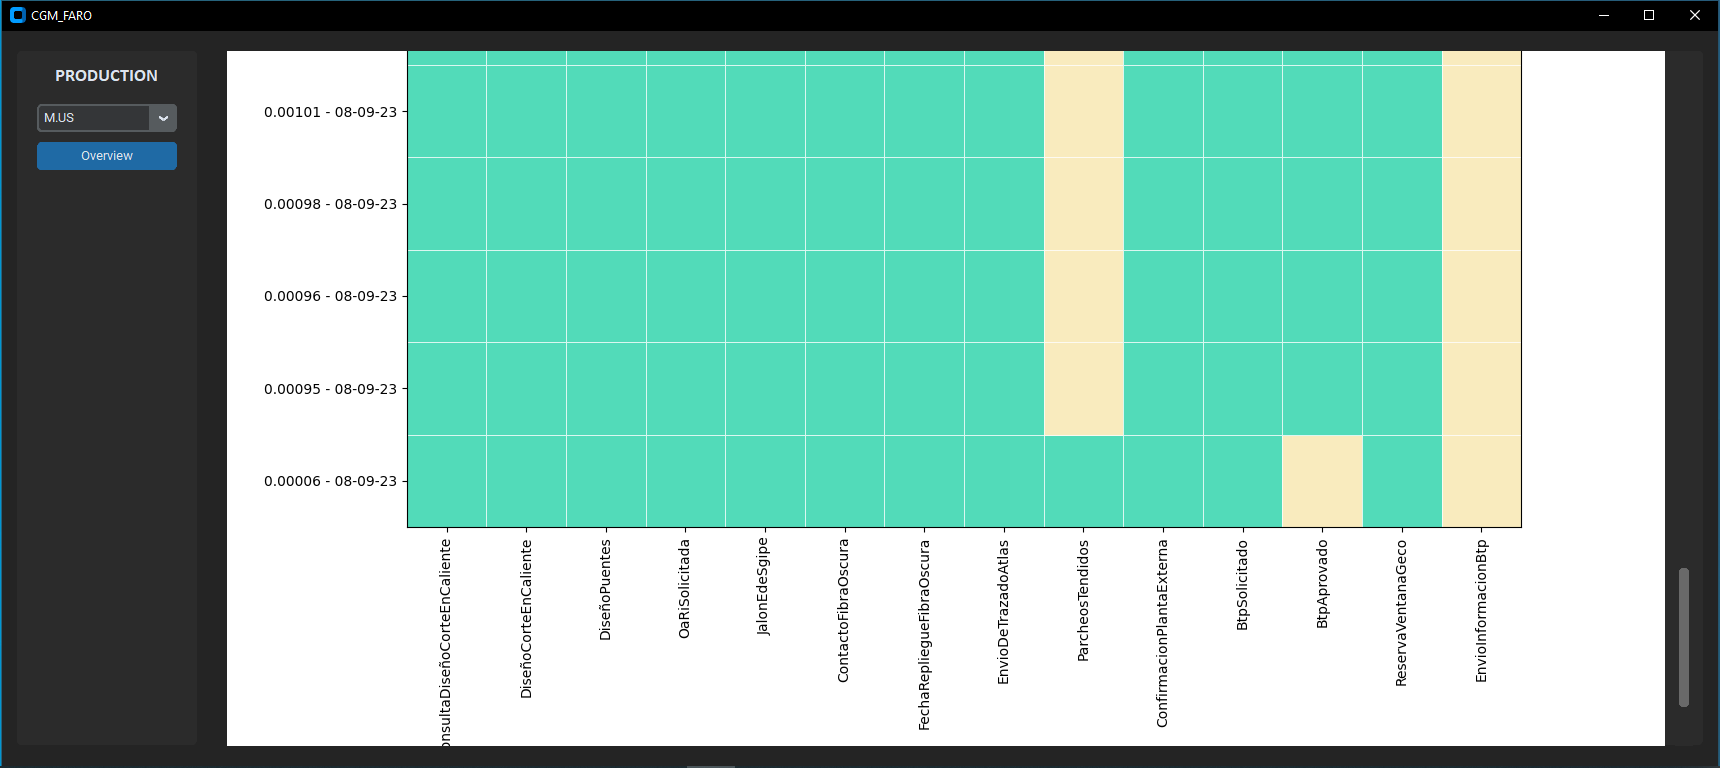 CGM_FARO
PRODUCTION
M.US
Overview
0.00101 - 08-09-23
0.00098 - 08-09-23
0.00096 - 08-09-23
0.00095 - 08-09-23
0.00006 - 08-09-23
onsultaDiseñoCorteEnCaliente
DiseñoCorteEnCaliente
DiseñoPuentes
OaRiSolicitada
JalonEdeSgipe
ContactoFibraOscura
FechaRepliegueFibraOscura
EnvioDeTrazadoAtlas
ParcheosTendidos
ConfirmacionPlantaExterna
BtpSolicitado
BtpAprovado
ReservaVentanaGeco
EnvioInformacionBtp